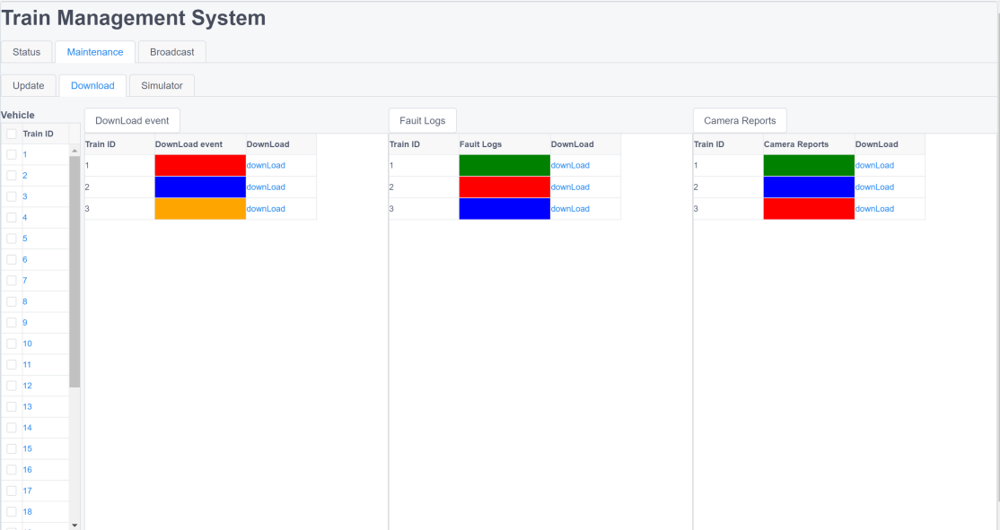 Train Management System
Status Maintenance Broadcast
Update Download Simulator
Vehicle
Train ID
1
2
3
4
5
6
7
8
9
10
11
12
13
14
15
16
17
18
DownLoad event
Train ID DownLoad event DownLoad
1 downLoad
2 downLoad
3 downLoad
Fauit Logs
Train ID Fauit Logs DownLoad
1 downLoad
2 downLoad
3 downLoad
Camera Reports
Train ID Camera Reports DownLoad
1 downLoad
2 downLoad
3 downLoad